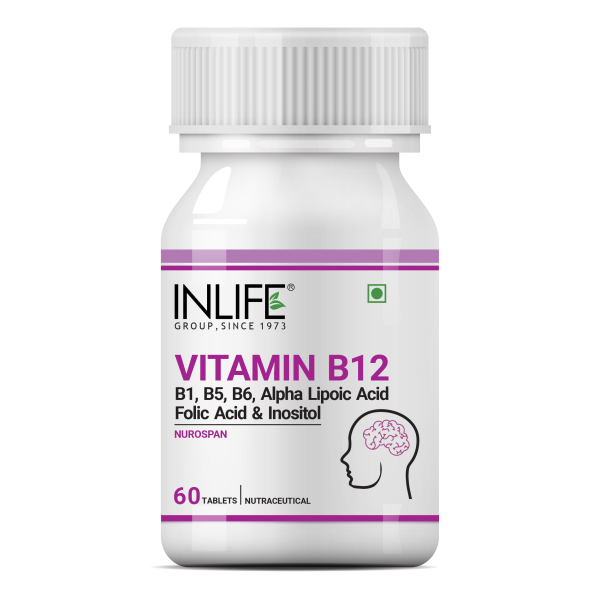 INLIFE®
GROUP, SINCE 1973
VITAMIN B12
B1, B5, B6, Alpha Lipoic Acid
Folic Acid & Inositol
NUROSPAN
60 TABLETS | NUTRACEUTICAL